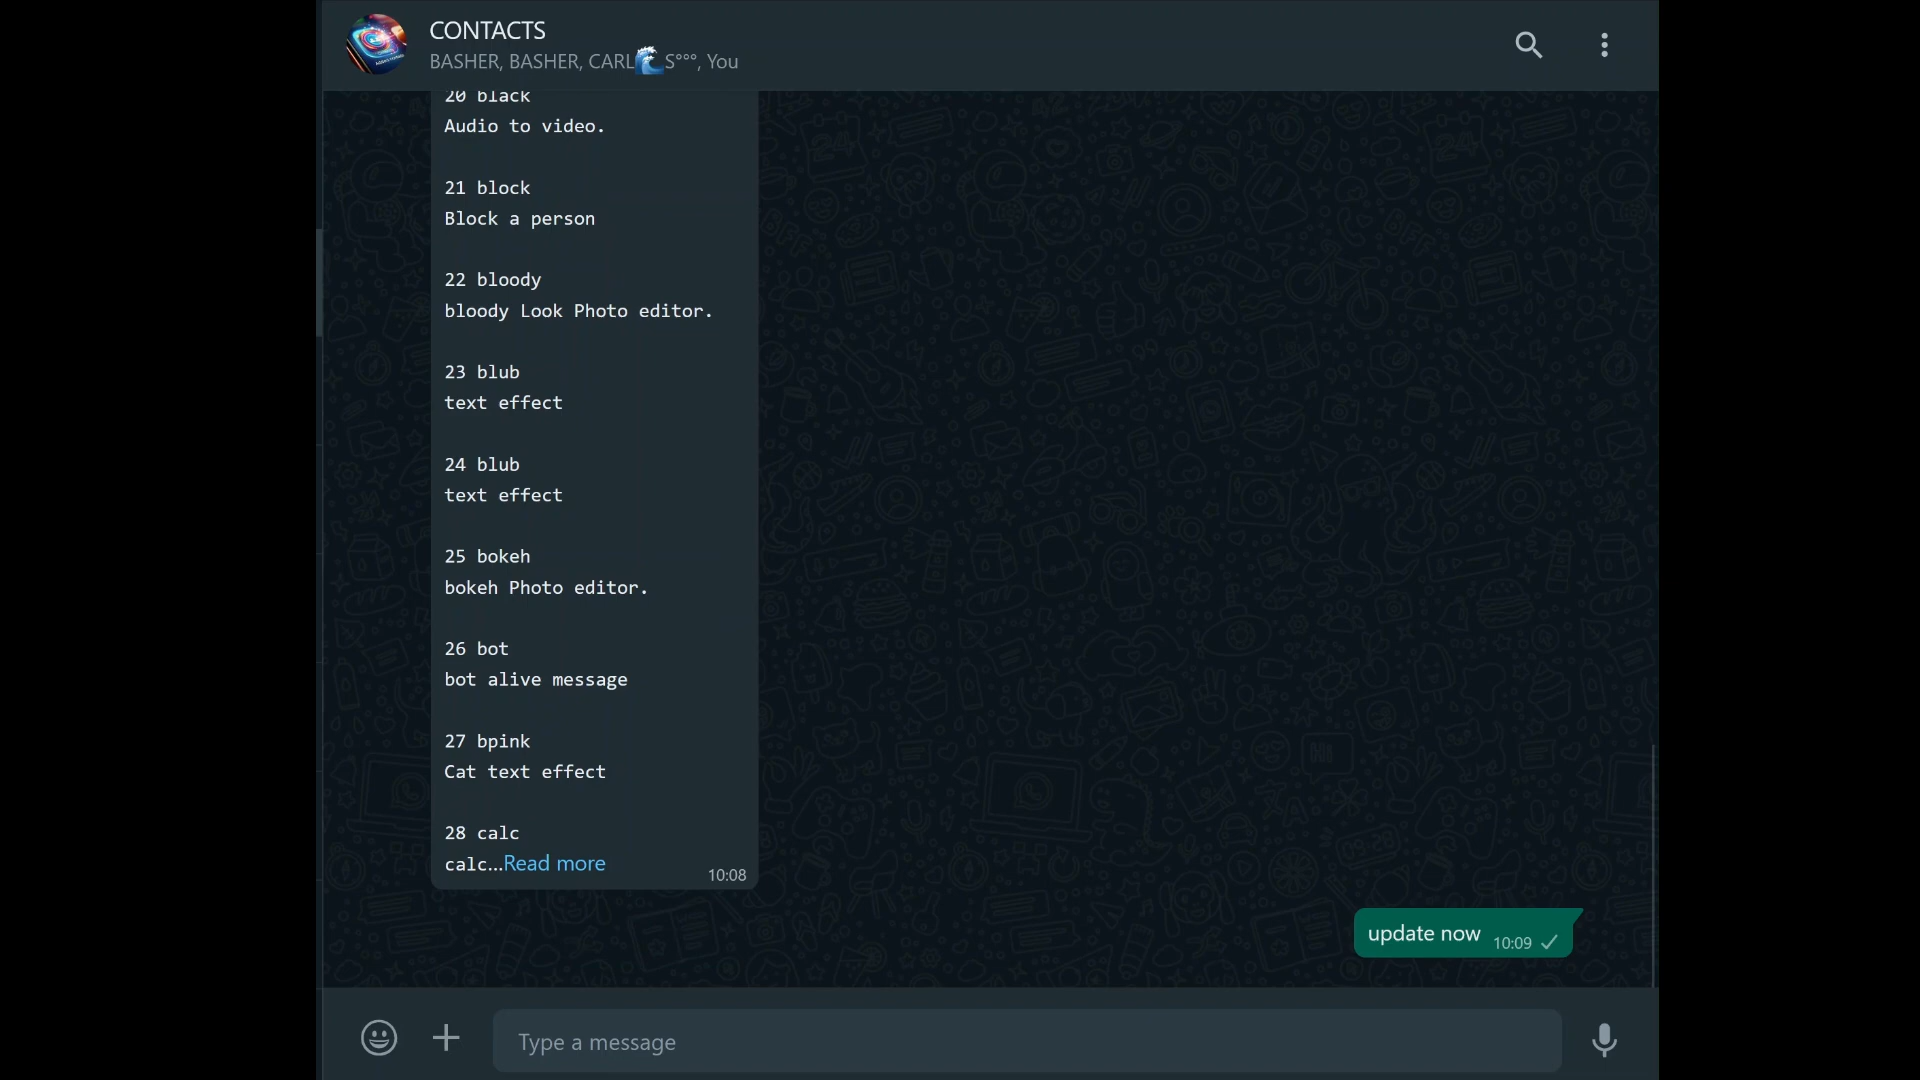 CONTACTS
BASHER, BASHER, CARL🌊S°°°, You
20 black
Audio to video.
21 block
Block a person
22 bloody
bloody Look Photo editor.
23 blub
text effect
24 blub
text effect
25 bokeh
bokeh Photo editor.
26 bot
bot alive message
27 bpink
Cat text effect
28 calc
calc...Read more
10:08
update now 10:09
Type a message